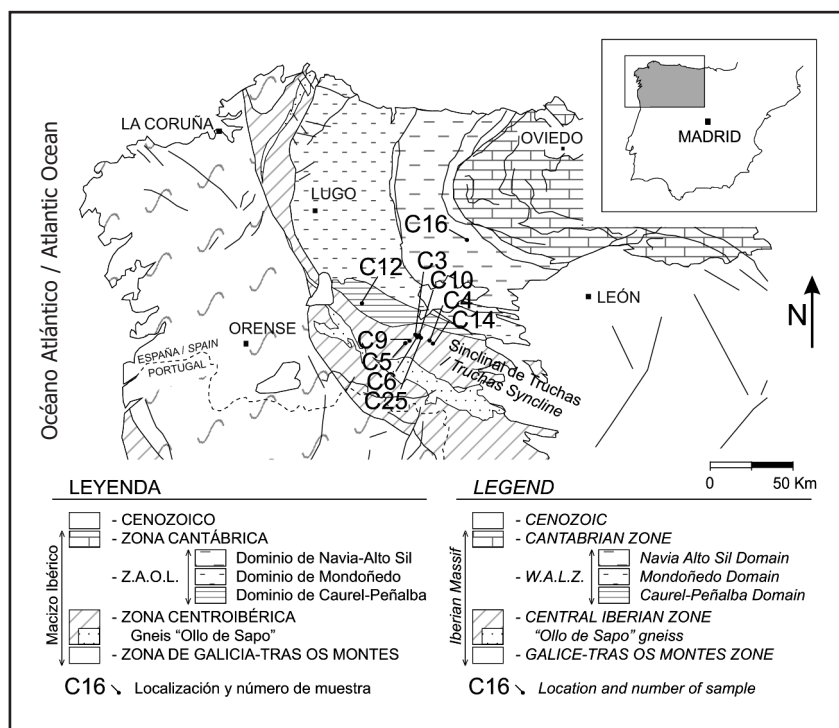 Océano Atlántico / Atlantic Ocean
LA CORUÑA
OVIEDO
MADRID
LUGO
C16
C3
C12
C10
C4
LEÓN
C14
N
ORENSE
C9
ESPAÑA / SPAIN
PORTUGAL
C5
Sinclinal de Truchas
/ Truchas Syncline
C6
C25
0 50 Km
LEYENDA
- CENOZOICO
- ZONA CANTÁBRICA
Macizo Ibérico
- Z.A.O.L.
Dominio de Navia-Alto Sil
Dominio de Mondoñedo
Dominio de Caurel-Peñalba
- ZONA CENTROIBÉRICA
Gneis “Ollo de Sapo”
- ZONA DE GALICIA-TRAS OS MONTES
C16 Localización y número de muestra
LEGEND
- CENOZOIC
- CANTABRIAN ZONE
Iberian Massif
- W.A.L.Z.
Navia Alto Sil Domain
Mondoñedo Domain
Caurel-Peñalba Domain
- CENTRAL IBERIAN ZONE
“Ollo de Sapo” gneiss
- GALICE-TRAS OS MONTES ZONE
C16 Location and number of sample